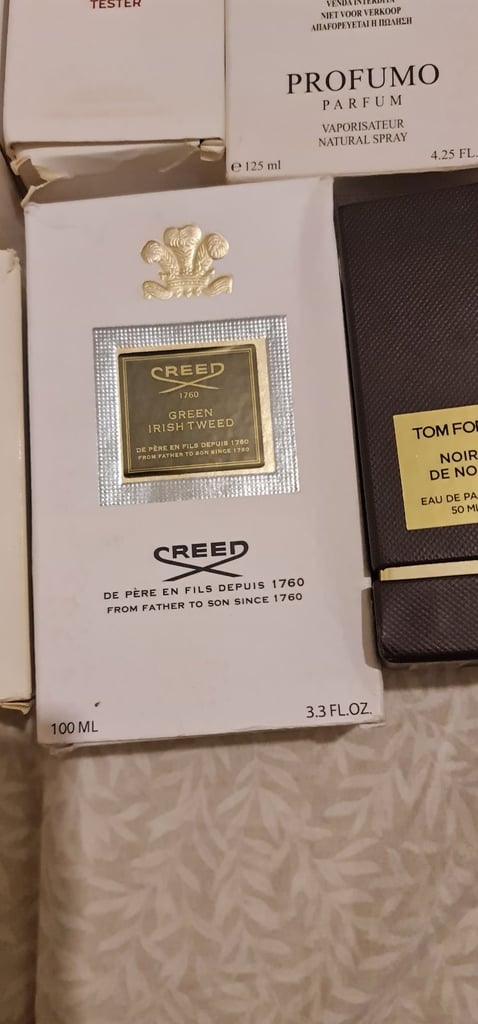 TESTER
VENDA INTERDITA
NIET VOOR VERKOOP
ΑΠΑΓΟΡΕΥΕΤΑΙ Η ΠΩΛΗΣΗ
PROFUMO
PARFUM
VAPORISATEUR
NATURAL SPRAY
e 125 ml
4.25 FL.
CREED
1760
GREEN
IRISH TWEED
DE PÈRE EN FILS DEPUIS 1760
FROM FATHER TO SON SINCE 1760
CREED
DE PÈRE EN FILS DEPUIS 1760
FROM FATHER TO SON SINCE 1760
100 ML
3.3 FL.OZ.
TOM FO
NOIR
DE NO
EAU DE PA
50 ML